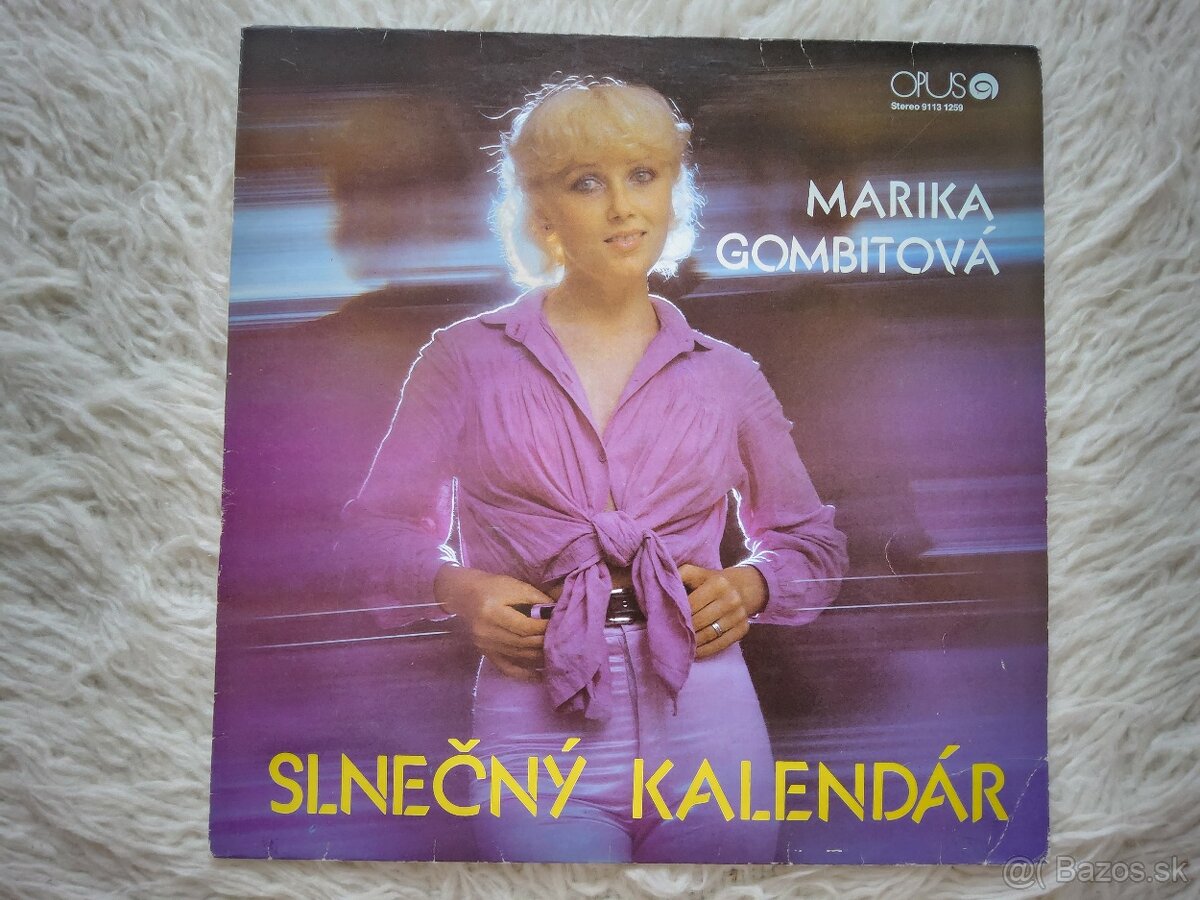 OPUS
Stereo 9113 1259
MARIKA
GOMBITOVÁ
SLNEČNÝ KALENDÁR
@( Bazos.sk